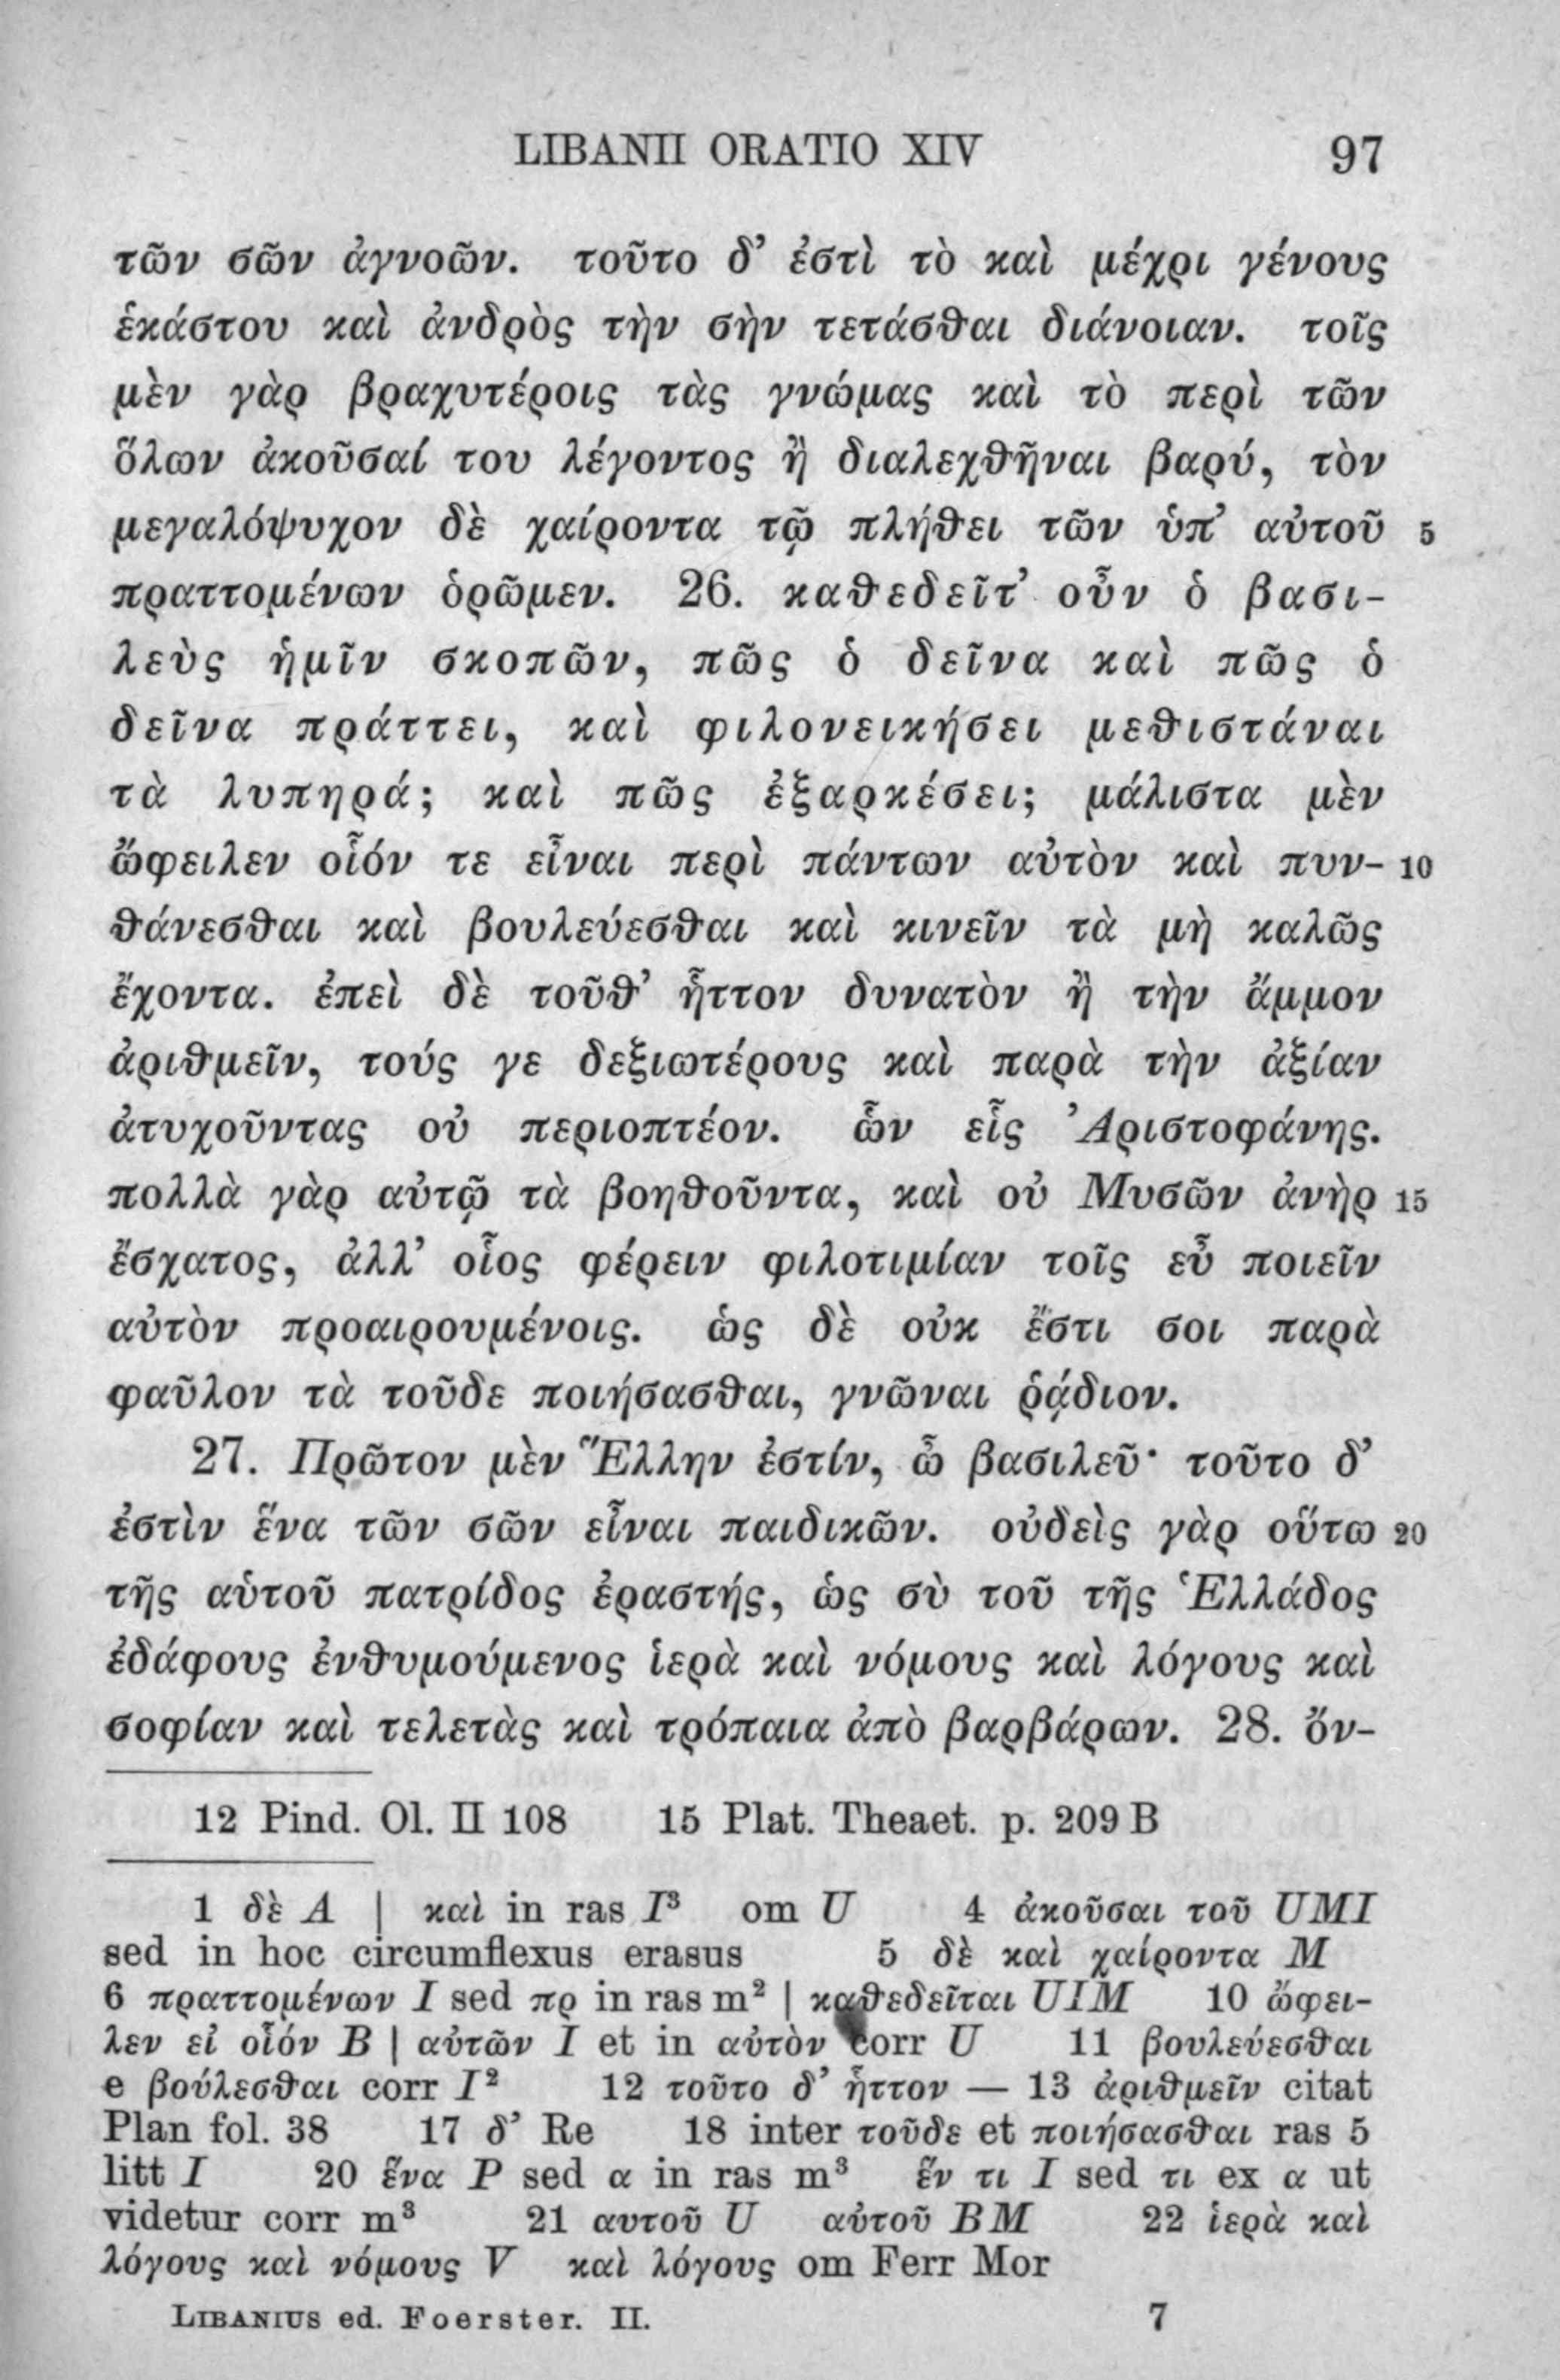 LIBANII ORATIO XIV 97
τῶν σῶν ἀγνοῶν. τοῦτο δ’ ἐστὶ τὸ καὶ μέχρι γένους
ἑκάστου καὶ ἀνδρὸς τὴν σὴν τετάσθαι διάνοιαν. τοῖς
μὲν γὰρ βραχυτέροις τὰς γνώμας καὶ τὸ περὶ τῶν
ὅλων ἀκοῦσαί του λέγοντος ἢ διαλεχθῆναι βαρύ, τὸν
μεγαλόψυχον δὲ χαίροντα τῷ πλήθει τῶν ὑπ’ αὐτοῦ 5
πραττομένων ὁρῶμεν. 26. καθεδεῖτ’ οὖν ὁ βασι-
λεὺς ἡμῖν σκοπῶν, πῶς ὁ δεῖνα καὶ πῶς ὁ
δεῖνα πράττει, καὶ φιλονεικήσει μεθιστάναι
τὰ λυπηρά; καὶ πῶς ἐξαρκέσει; μάλιστα μὲν
ὤφειλεν οἷόν τε εἶναι περὶ πάντων αὐτὸν καὶ πυν- 10
θάνεσθαι καὶ βουλεύεσθαι καὶ κινεῖν τὰ μὴ καλῶς
ἔχοντα. ἐπεὶ δὲ τοῦθ’ ἧττον δυνατὸν ἢ τὴν ἄμμον
ἀριθμεῖν, τούς γε δεξιωτέρους καὶ παρὰ τὴν ἀξίαν
ἀτυχοῦντας οὐ περιοπτέον. ὧν εἷς Ἀριστοφάνης.
πολλὰ γὰρ αὐτῷ τὰ βοηθοῦντα, καὶ οὐ Μυσῶν ἀνὴρ 15
ἔσχατος, ἀλλ’ οἷος φέρειν φιλοτιμίαν τοῖς εὖ ποιεῖν
αὐτὸν προαιρουμένοις. ὡς δὲ οὐκ ἔστι σοι παρὰ
φαῦλον τὰ τοῦδε ποιήσασθαι, γνῶναι ῥᾴδιον.
27. Πρῶτον μὲν Ἕλλην ἐστίν, ὦ βασιλεῦ· τοῦτο δ’
ἐστὶν ἕνα τῶν σῶν εἶναι παιδικῶν. οὐδεὶς γὰρ οὕτω 20
τῆς αὑτοῦ πατρίδος ἐραστής, ὡς σὺ τοῦ τῆς Ἑλλάδος
ἐδάφους ἐνθυμούμενος ἱερὰ καὶ νόμους καὶ λόγους καὶ
σοφίαν καὶ τελετὰς καὶ τρόπαια ἀπὸ βαρβάρων. 28. ὅν-
12 Pind. Ol. II 108 15 Plat. Theaet. p. 209 B
1 δὲ A | καὶ in ras I³ om U 4 ἀκοῦσαι τοῦ UMI
sed in hoc circumflexus erasus 5 δὲ καὶ χαίροντα M
6 πραττομένων I sed πρ in ras m² | καθεδεῖται UIM 10 ὤφει-
λεν εἰ οἷόν B | αὐτῶν I et in αὐτὸν corr U 11 βουλεύεσθαι
e βούλεσθαι corr I² 12 τοῦτο δ’ ἧττον — 13 ἀριθμεῖν citat
Plan fol. 38 17 δ’ Re 18 inter τοῦδε et ποιήσασθαι ras 5
litt I 20 ἕνα P sed α in ras m³ ἕν τι I sed τι ex α ut
videtur corr m³ 21 αυτοῦ U αὐτοῦ BM 22 ἱερὰ καὶ
λόγους καὶ νόμους V καὶ λόγους om Ferr Mor
LIBANIUS ed. Foerster. II. 7